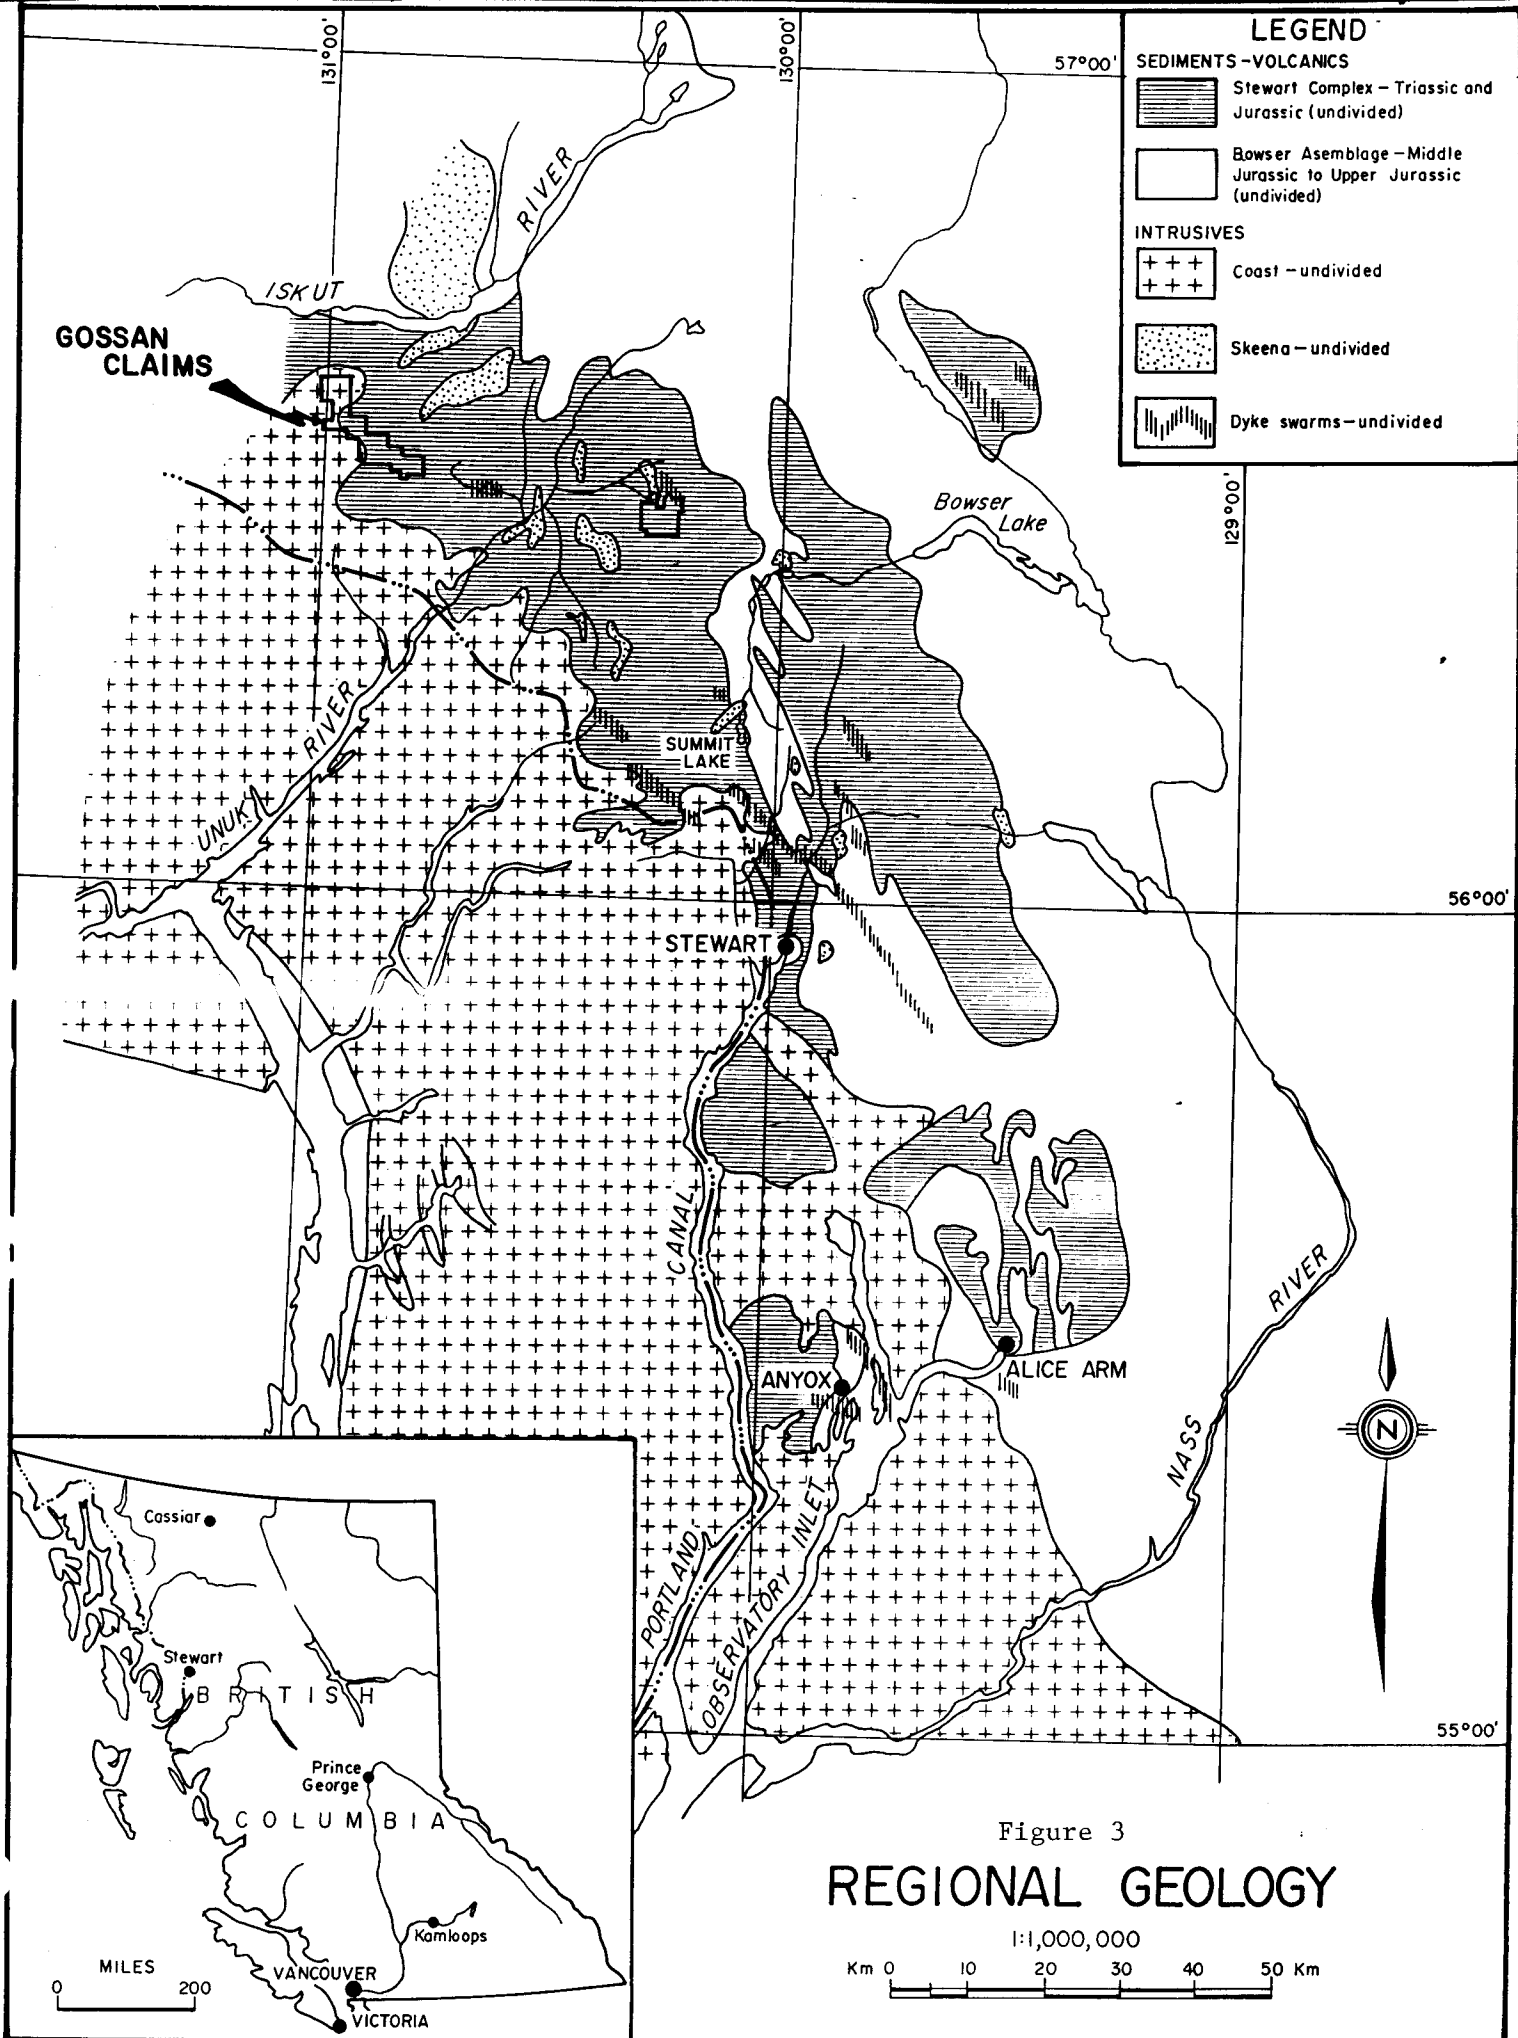 131°00'
130°00'
57°00'
LEGEND
SEDIMENTS-VOLCANICS
Stewart Complex – Triassic and
Jurassic (undivided)
Bowser Asemblage – Middle
Jurassic to Upper Jurassic
(undivided)
INTRUSIVES
Coast – undivided
Skeena – undivided
Dyke swarms – undivided
ISKUT
RIVER
GOSSAN
CLAIMS
129°00'
Bowser
Lake
UNUK
RIVER
SUMMIT
LAKE
56°00'
STEWART
CANAL
RIVER
ANYOX
ALICE ARM
NASS
N
PORTLAND
OBSERVATORY INLET
55°00'
Cassiar
Stewart
BRITISH
Prince
George
COLUMBIA
Kamloops
MILES
0 200
VANCOUVER
VICTORIA
Figure 3
REGIONAL GEOLOGY
1:1,000,000
Km 0 10 20 30 40 50 Km